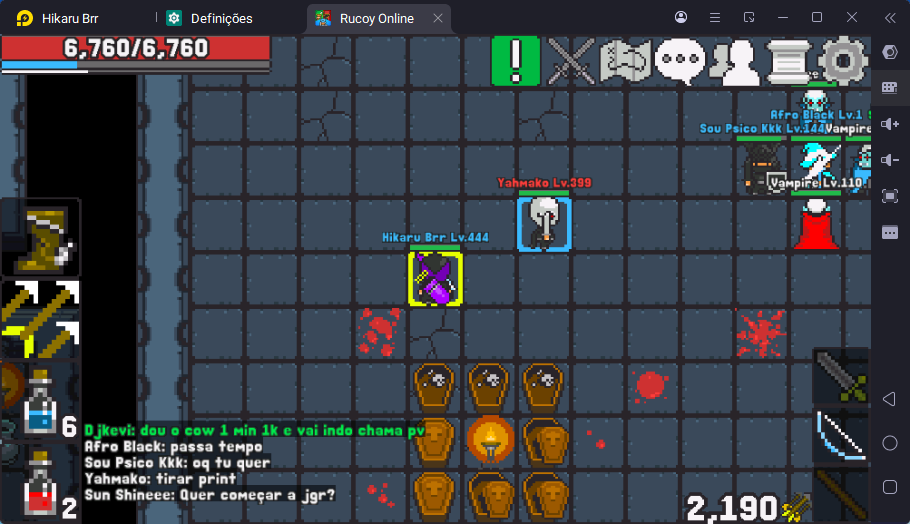 Hikaru Brr
Definições
Rucoy Online
6,760/6,760
Afro Black Lv.1
Sou Psico Kkk Lv.144
Vampire
Yahmako Lv.399
Vampire Lv.110
Hikaru Brr Lv.444
6
Djkevi: dou o cow 1 min 1k e vai indo chama pv
Afro Black: passa tempo
Sou Psico Kkk: oq tu quer
Yahmako: tirar print
Sun Shineee: Quer começar a jgr?
2
2,190